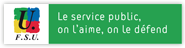 F.S.U.
Le service public,
on l'aime, on le défend